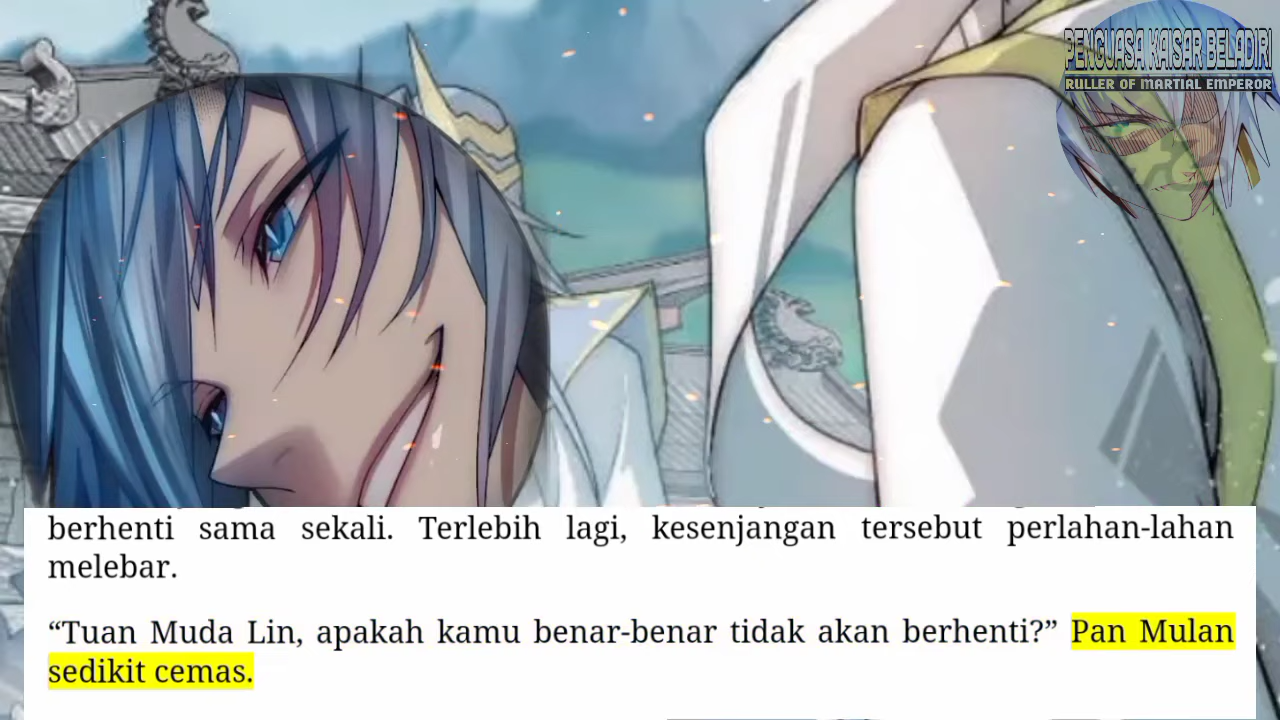 PENGUASA KAISAR BELADIRI
RULLER OF MARTIAL EMPEROR
berhenti sama sekali. Terlebih lagi, kesenjangan tersebut perlahan-lahan
melebar.
“Tuan Muda Lin, apakah kamu benar-benar tidak akan berhenti?” Pan Mulan
sedikit cemas.